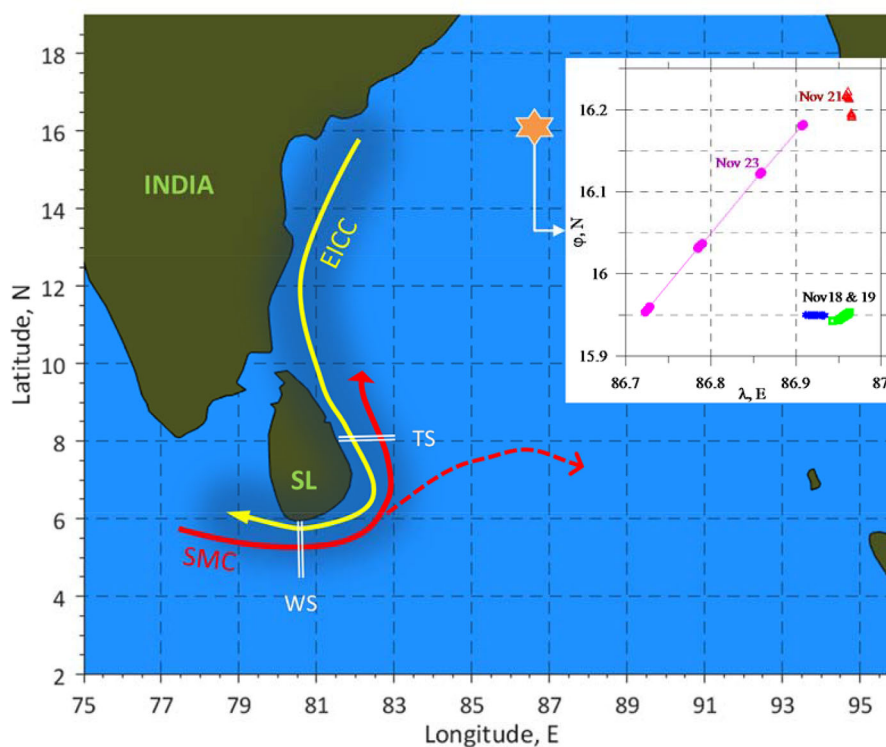 18
16
14
12
10
8
6
4
2
Latitude, N
75 77 79 81 83 85 87 89 91 93 95
Longitude, E
INDIA
EICC
SL
TS
SMC
WS
16.2
16.1
16
15.9
φ, N
86.7 86.8 86.9 87
λ, E
Nov 21
Nov 23
Nov18 & 19